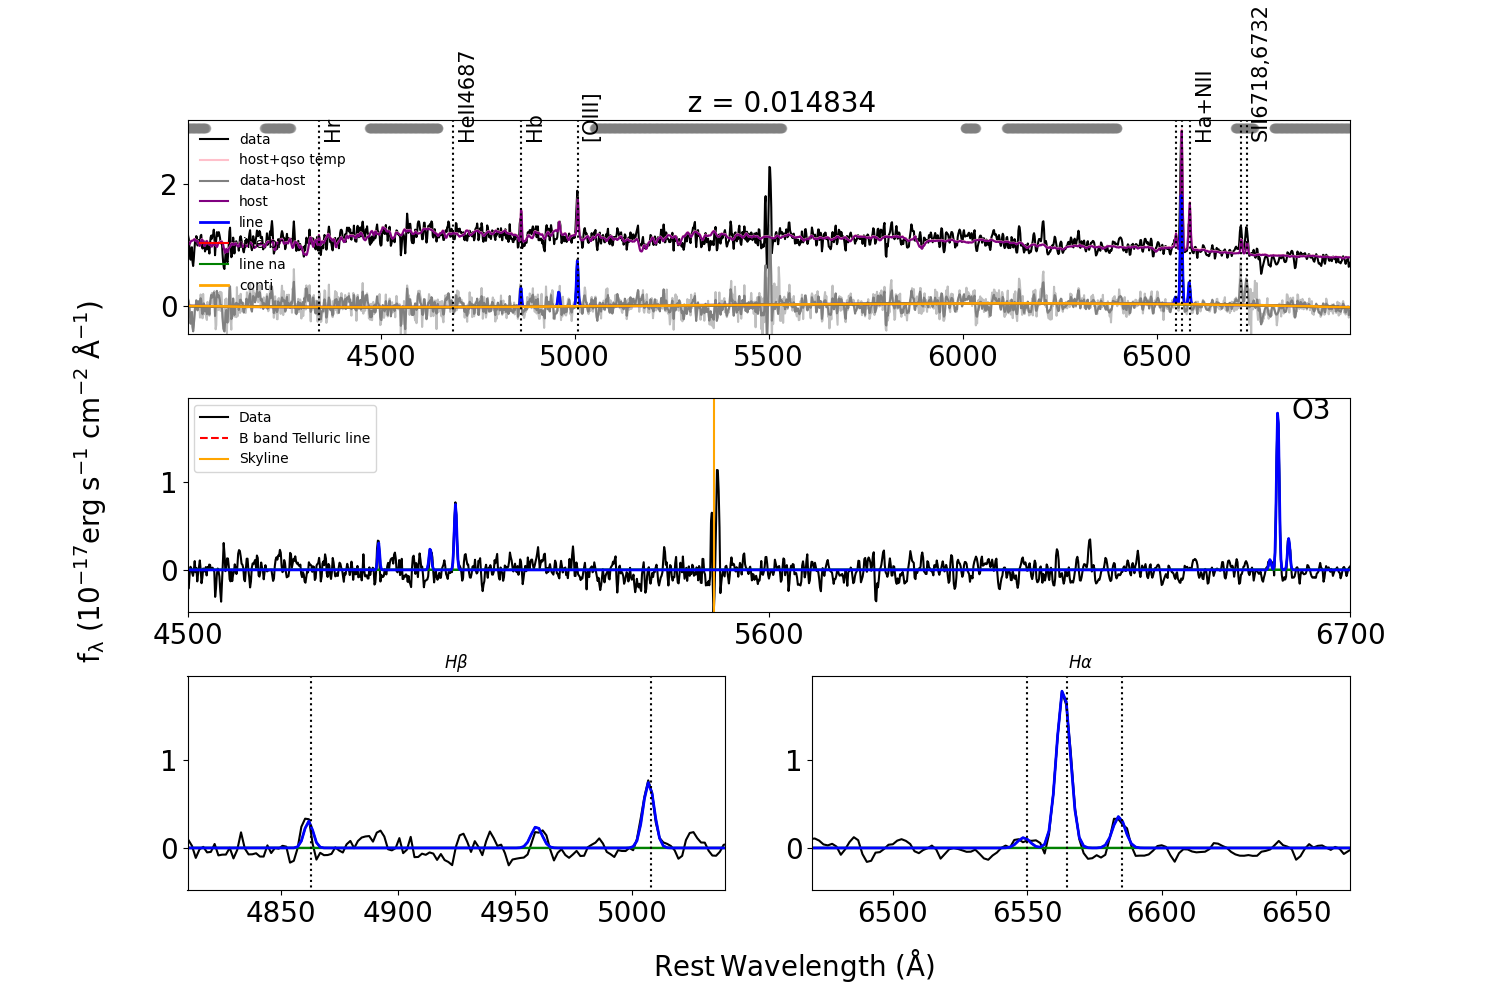 z = 0.014834
Hr
HeII4687
Hb
[OIII]
Ha+NII
SII6718,6732
data
host+qso temp
data-host
host
line
line na
conti
2
0
4500
5000
5500
6000
6500
fλ (10−17erg s−1 cm−2 Å−1)
Data
B band Telluric line
Skyline
O3
1
0
4500
5600
6700
Hβ
1
0
4850
4900
4950
5000
Hα
1
0
6500
6550
6600
6650
Rest Wavelength (Å)